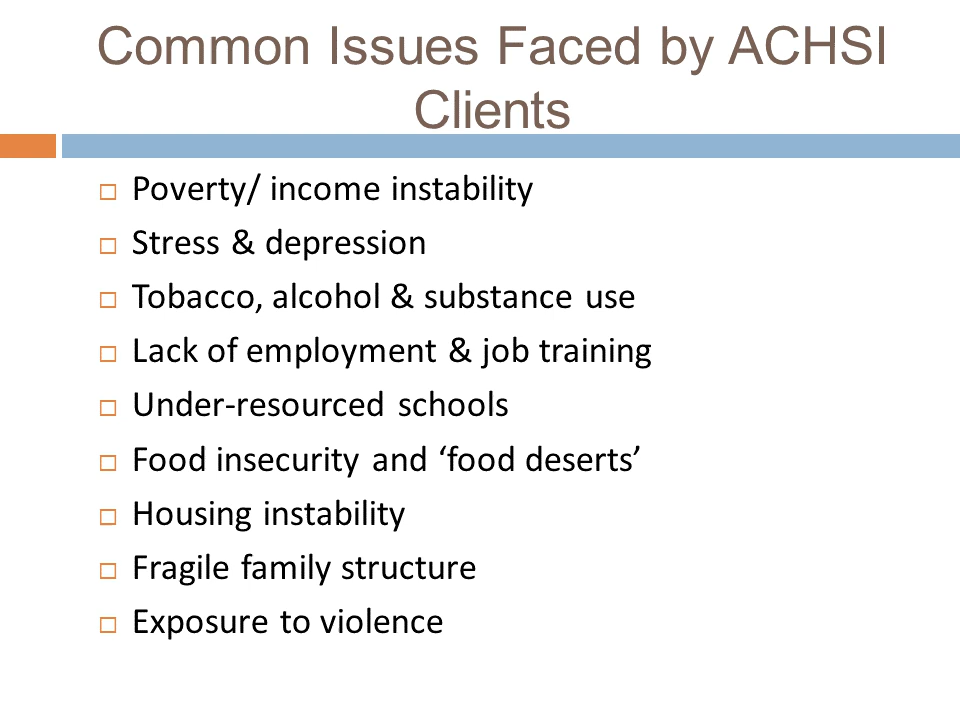 Common Issues Faced by ACHSI
Clients
Poverty/ income instability
Stress & depression
Tobacco, alcohol & substance use
Lack of employment & job training
Under-resourced schools
Food insecurity and ‘food deserts’
Housing instability
Fragile family structure
Exposure to violence